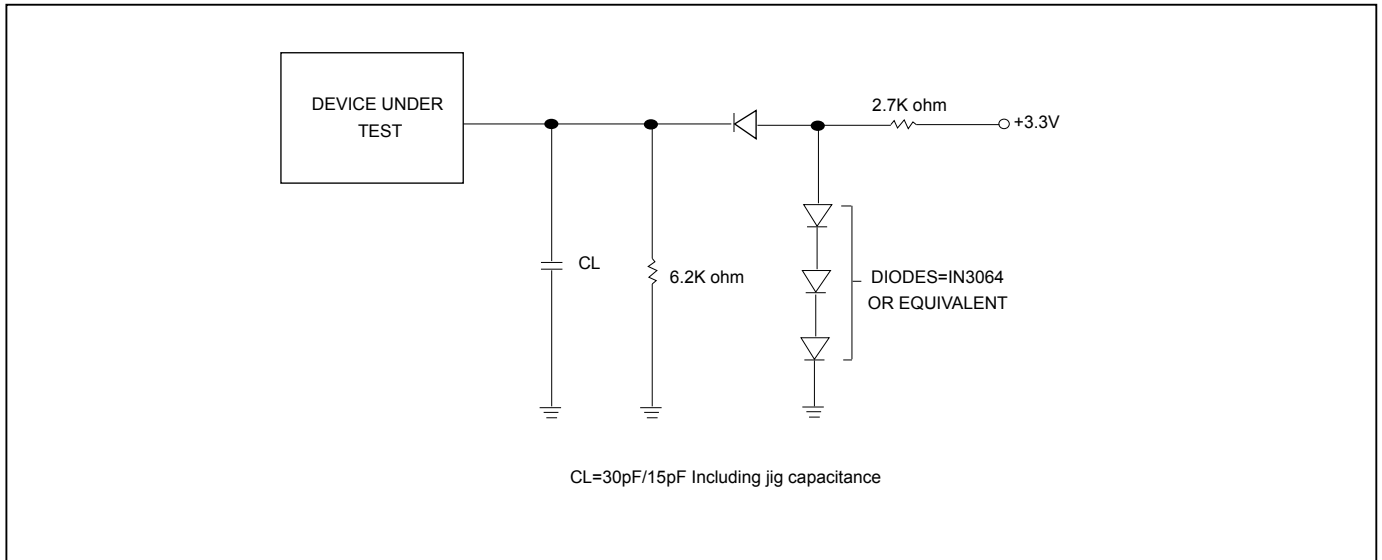 DEVICE UNDER
TEST
2.7K ohm
+3.3V
CL
6.2K ohm
DIODES=IN3064
OR EQUIVALENT
CL=30pF/15pF Including jig capacitance